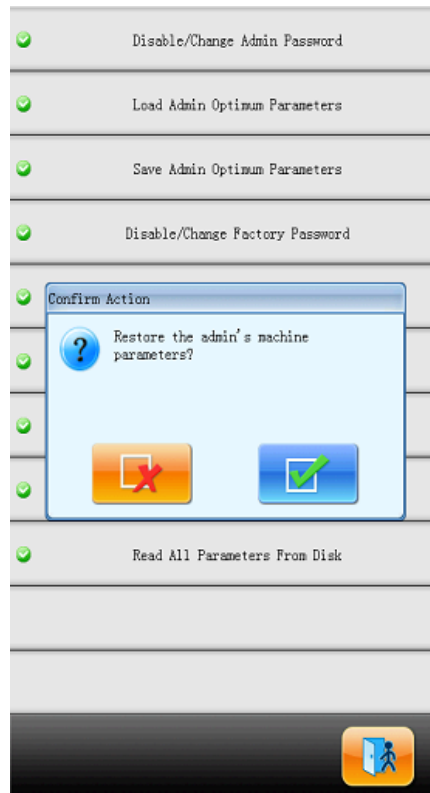 Disable/Change Admin Password
Load Admin Optimum Parameters
Save Admin Optimum Parameters
Disable/Change Factory Password
Confirm Action
?
Restore the admin's machine
parameters?
Read All Parameters From Disk